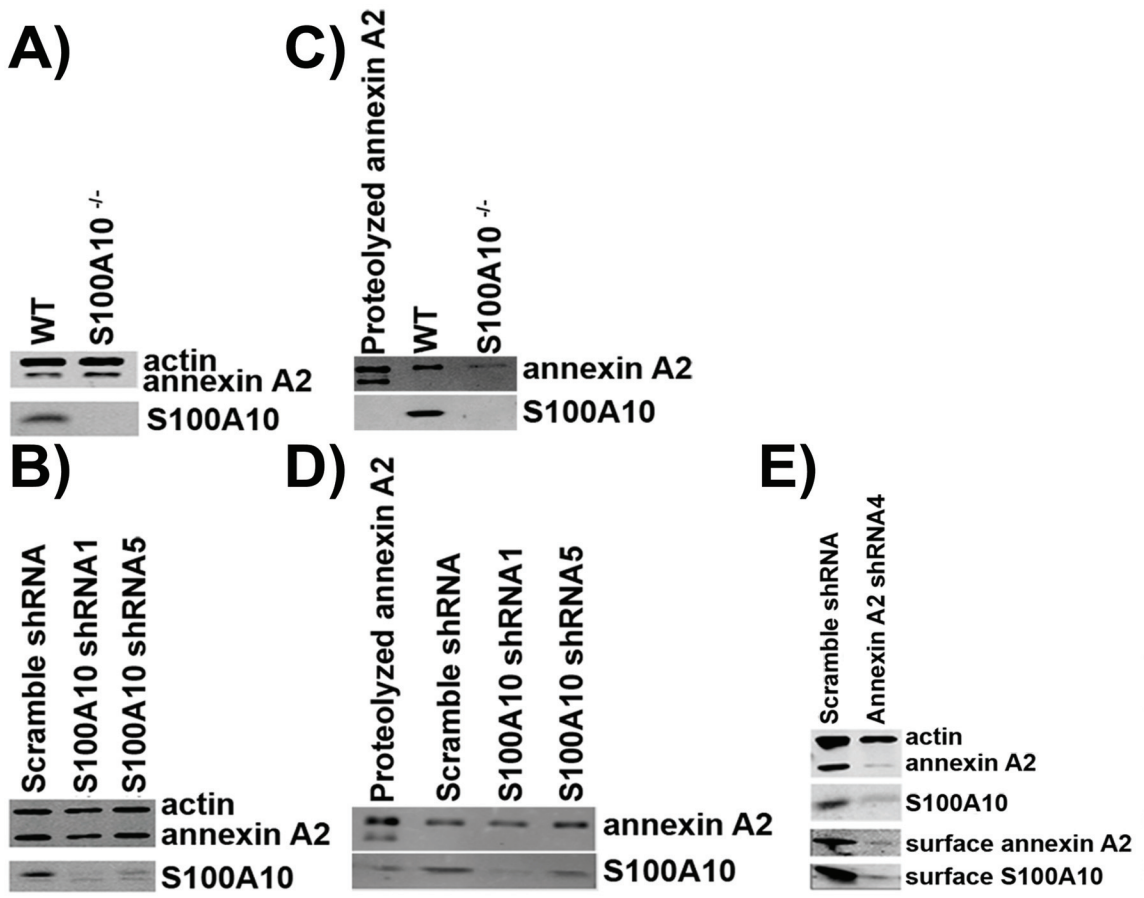 A)
WT
S100A10 -/-
actin
annexin A2
S100A10
C)
Proteolyzed annexin A2
WT
S100A10 -/-
annexin A2
S100A10
B)
Scramble shRNA
S100A10 shRNA1
S100A10 shRNA5
actin
annexin A2
S100A10
D)
Proteolyzed annexin A2
Scramble shRNA
S100A10 shRNA1
S100A10 shRNA5
annexin A2
S100A10
E)
Scramble shRNA
Annexin A2 shRNA4
actin
annexin A2
S100A10
surface annexin A2
surface S100A10